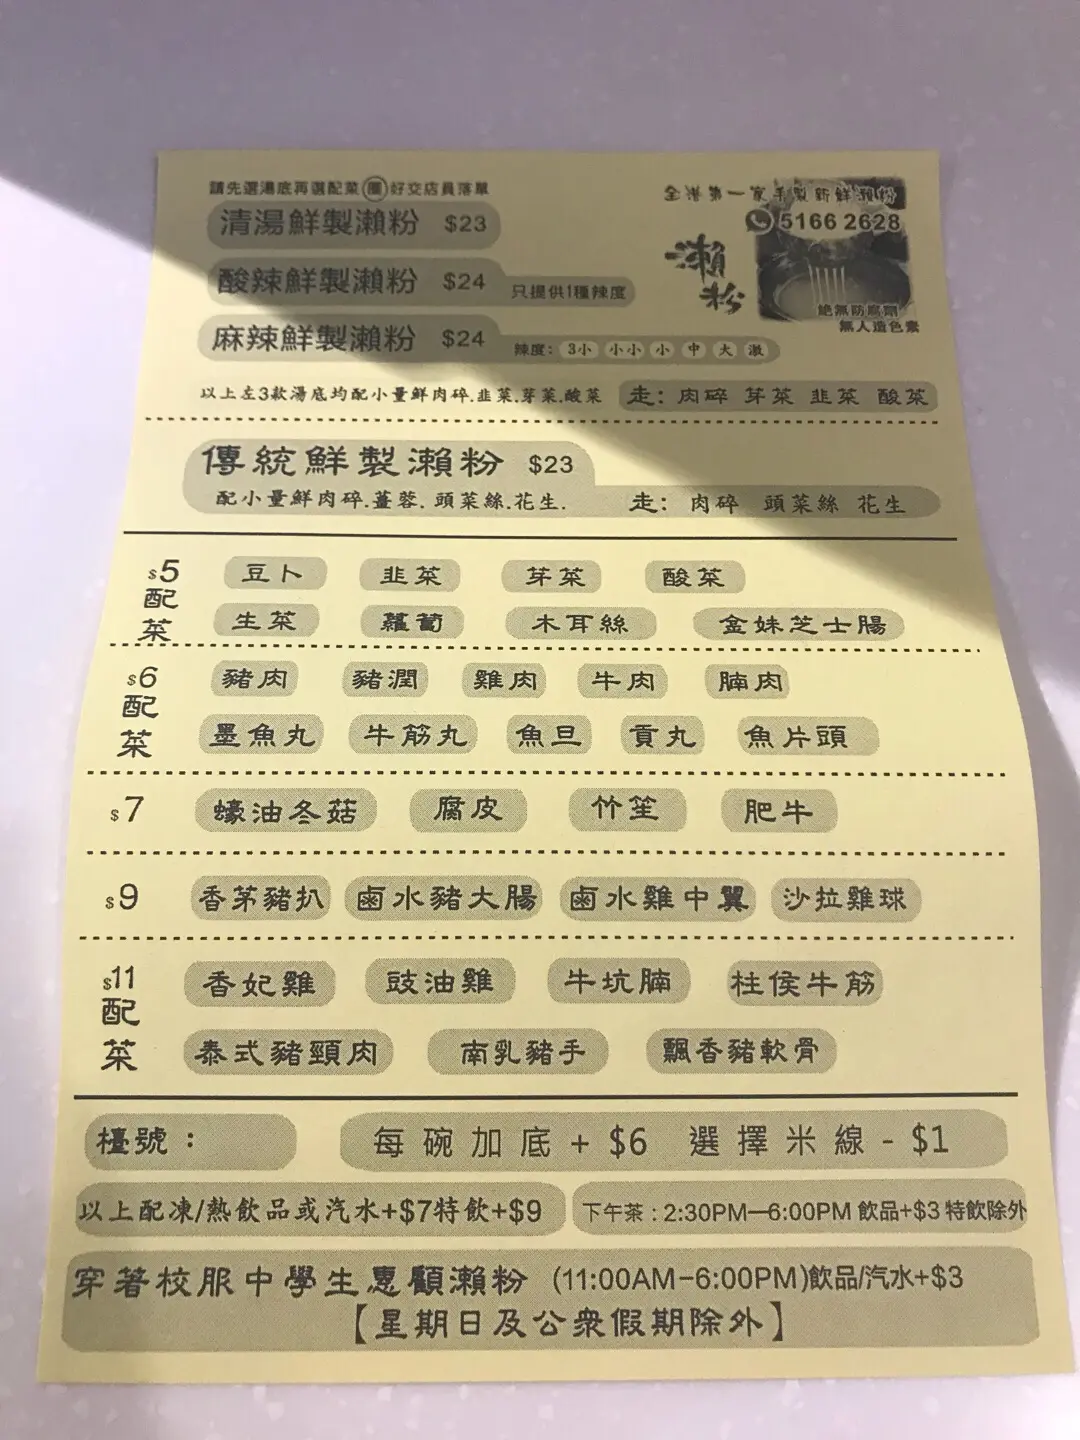 請先選湯底再選配菜圈好交店員落單
清湯鮮製瀨粉 $23
酸辣鮮製瀨粉 $24 只提供1種辣度
麻辣鮮製瀨粉 $24 辣度: 3小 小小 小 中 大 激
全港第一家手製新鮮瀨粉
5166 2628
瀨粉
絶無防腐劑
無人造色素
以上左3款湯底均配小量鮮肉碎.韭菜.芽菜.酸菜 走: 肉碎 芽菜 韭菜 酸菜
傳統鮮製瀨粉 $23
配小量鮮肉碎.薑蓉.頭菜絲.花生. 走: 肉碎 頭菜絲 花生
$5配菜
豆卜 韭菜 芽菜 酸菜
生菜 蘿蔔 木耳絲 金妹芝士腸
$6配菜
豬肉 豬潤 雞肉 牛肉 腩肉
墨魚丸 牛筋丸 魚旦 貢丸 魚片頭
$7 蠔油冬菇 腐皮 竹笙 肥牛
$9 香茅豬扒 鹵水豬大腸 鹵水雞中翼 沙拉雞球
$11配菜
香妃雞 豉油雞 牛坑腩 柱侯牛筋
泰式豬頸肉 南乳豬手 飄香豬軟骨
檯號： 每碗加底+$6 選擇米線-$1
以上配凍/熱飲品或汽水+$7特飲+$9 下午茶:2:30PM—6:00PM 飲品+$3 特飲除外
穿著校服中學生惠顧瀨粉 (11:00AM-6:00PM)飲品/汽水+$3
【星期日及公眾假期除外】